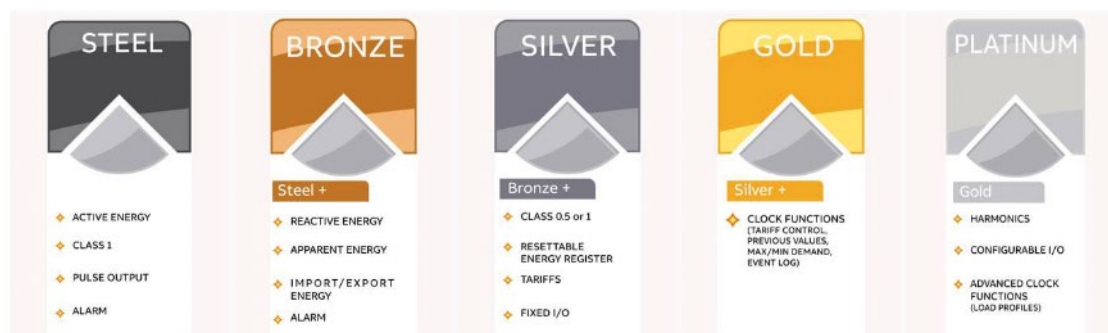 STEEL
ACTIVE ENERGY
CLASS 1
PULSE OUTPUT
ALARM
BRONZE
Steel +
REACTIVE ENERGY
APPARENT ENERGY
IMPORT/EXPORT
ENERGY
ALARM
SILVER
Bronze +
CLASS 0.5 or 1
RESETTABLE
ENERGY REGISTER
TARIFFS
FIXED I/O
GOLD
Silver +
CLOCK FUNCTIONS
(TARIFF CONTROL,
PREVIOUS VALUES,
MAX/MIN DEMAND,
EVENT LOG)
PLATINUM
Gold
HARMONICS
CONFIGURABLE I/O
ADVANCED CLOCK
FUNCTIONS
(LOAD PROFILES)